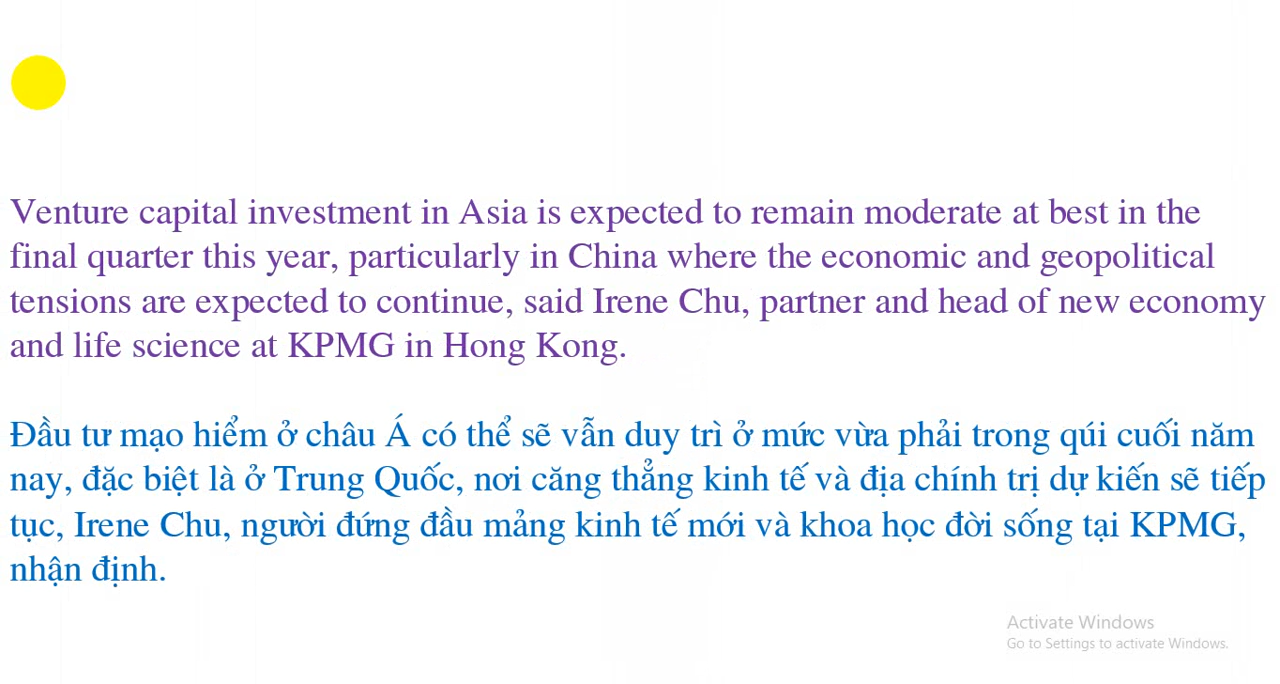 Venture capital investment in Asia is expected to remain moderate at best in the
final quarter this year, particularly in China where the economic and geopolitical
tensions are expected to continue, said Irene Chu, partner and head of new economy
and life science at KPMG in Hong Kong.
Đầu tư mạo hiểm ở châu Á có thể sẽ vẫn duy trì ở mức vừa phải trong qúi cuối năm
nay, đặc biệt là ở Trung Quốc, nơi căng thẳng kinh tế và địa chính trị dự kiến sẽ tiếp
tục, Irene Chu, người đứng đầu mảng kinh tế mới và khoa học đời sống tại KPMG,
nhận định.
Activate Windows
Go to Settings to activate Windows.